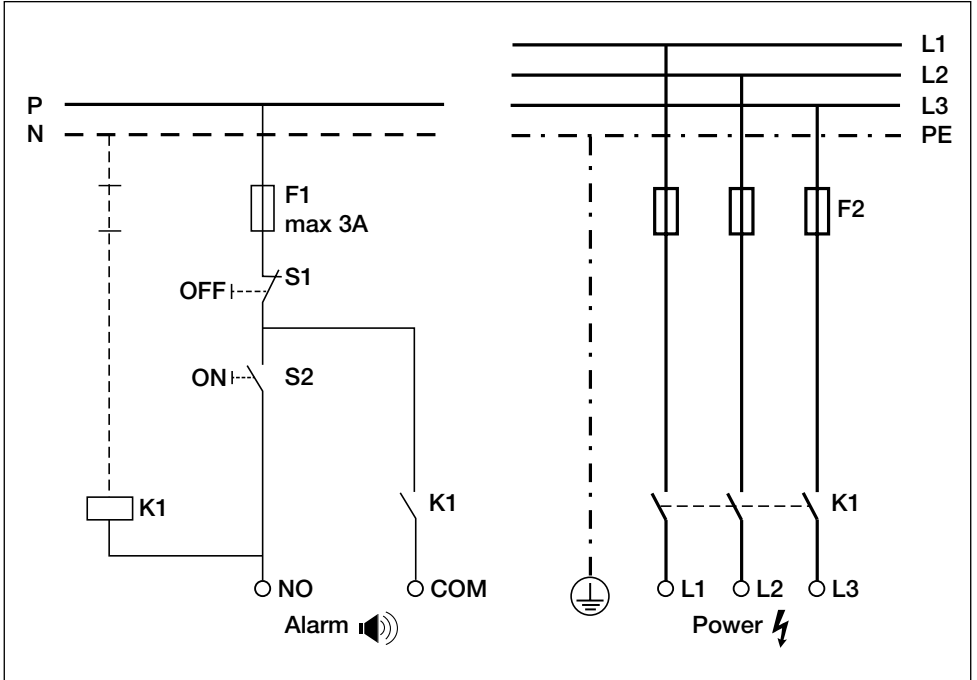 P
N
F1
max 3A
S1
OFF
ON
S2
K1
K1
NO
COM
Alarm
L1
L2
L3
PE
F2
K1
L1
L2
L3
Power